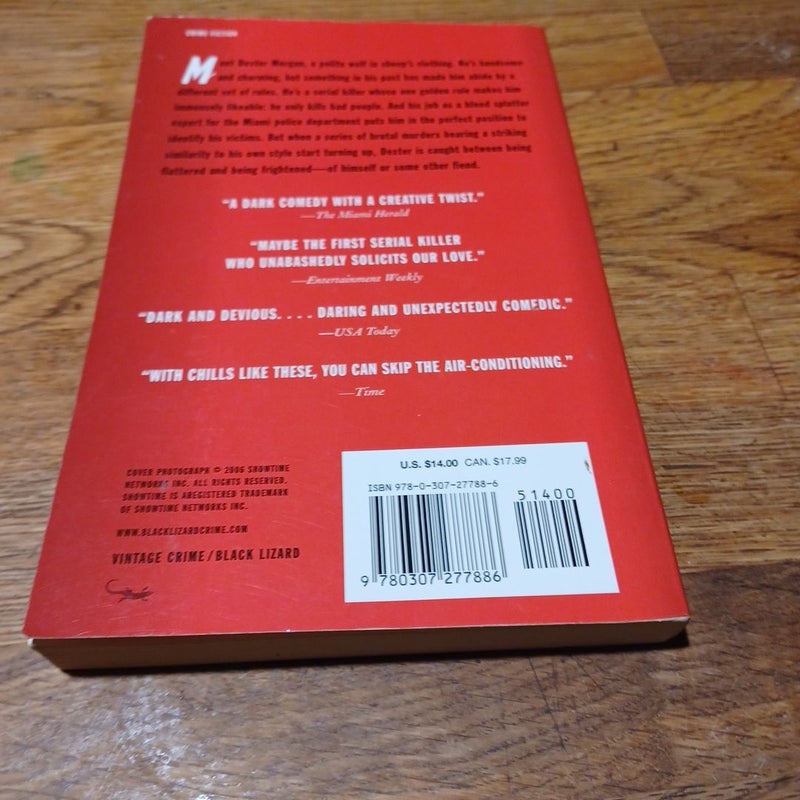 CRIME FICTION
Meet Dexter Morgan, a polite wolf in sheep's clothing. He's handsome
and charming, but something in his past has made him abide by a
different set of rules. He's a serial killer whose one golden rule makes him
immensely likeable: he only kills bad people. And his job as a blood splatter
expert for the Miami police department puts him in the perfect position to
identify his victims. But when a series of brutal murders bearing a striking
similarity to his own style start turning up, Dexter is caught between being
flattered and being frightened—of himself or some other fiend.
“A DARK COMEDY WITH A CREATIVE TWIST.”
—The Miami Herald
“MAYBE THE FIRST SERIAL KILLER
WHO UNABASHEDLY SOLICITS OUR LOVE.”
—Entertainment Weekly
“DARK AND DEVIOUS. . . . DARING AND UNEXPECTEDLY COMEDIC.”
—USA Today
“WITH CHILLS LIKE THESE, YOU CAN SKIP THE AIR-CONDITIONING.”
—Time
COVER PHOTOGRAPH © 2006 SHOWTIME
NETWORKS INC. ALL RIGHTS RESERVED.
SHOWTIME IS AREGISTERED TRADEMARK
OF SHOWTIME NETWORKS INC.
WWW.BLACKLIZARDCRIME.COM
VINTAGE CRIME/BLACK LIZARD
U.S. $14.00 CAN. $17.99
ISBN 978-0-307-27788-6
51400
9 780307 277886